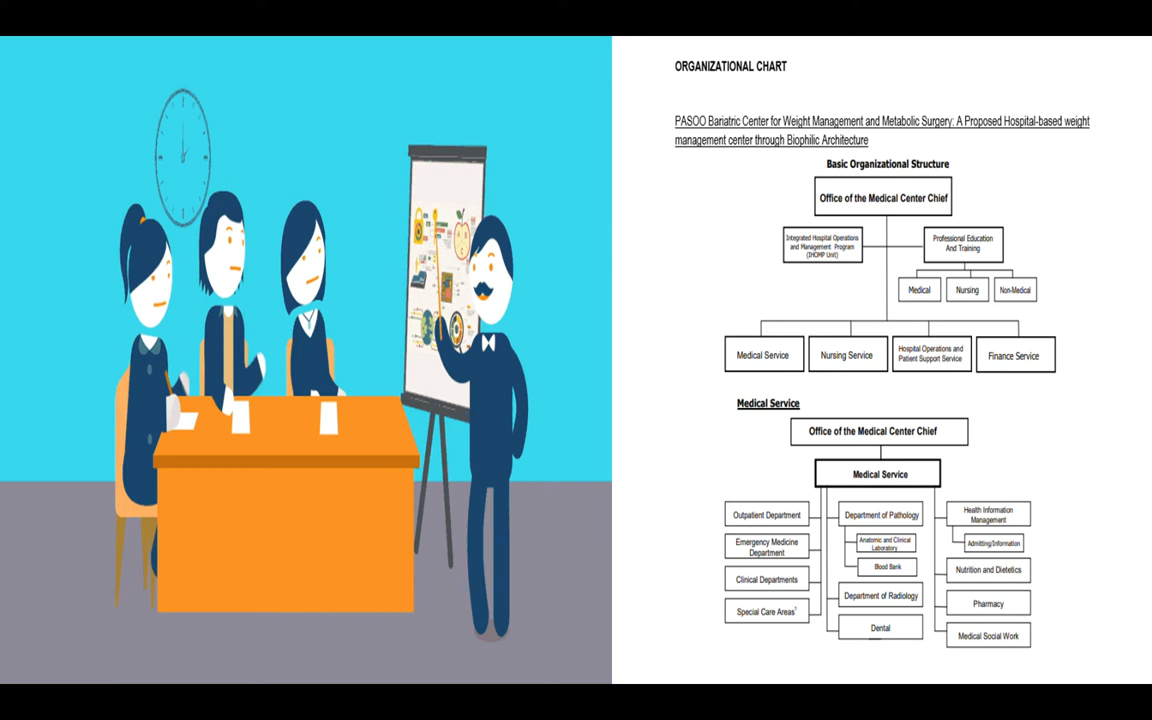 ORGANIZATIONAL CHART
PASOO Bariatric Center for Weight Management and Metabolic Surgery: A Proposed Hospital-based weight
management center through Biophilic Architecture
Basic Organizational Structure
Office of the Medical Center Chief
Integrated Hospital Operations
and Management Program
(IHOMP Unit)
Professional Education
And Training
Medical
Nursing
Non-Medical
Medical Service
Nursing Service
Hospital Operations and
Patient Support Service
Finance Service
Medical Service
Office of the Medical Center Chief
Medical Service
Outpatient Department
Emergency Medicine
Department
Clinical Departments
Special Care Areas
Department of Pathology
Anatomic and Clinical
Laboratory
Blood Bank
Department of Radiology
Dental
Health Information
Management
Admitting/Information
Nutrition and Dietetics
Pharmacy
Medical Social Work